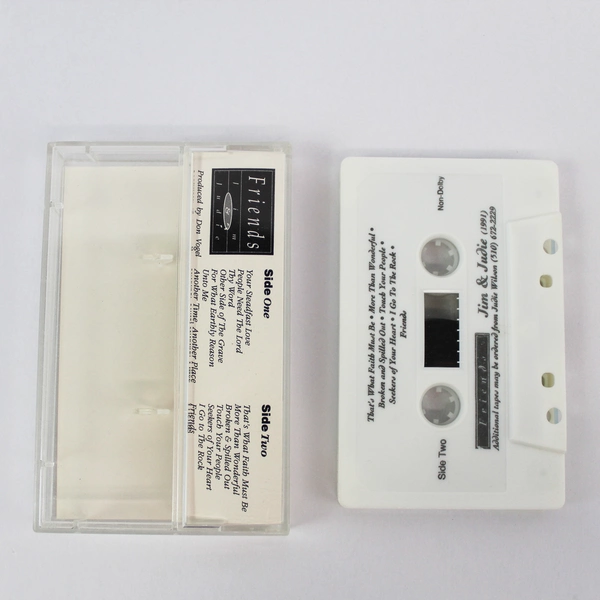 Friends
Jim
&
Judie
Produced by Don Vogel
Side One
Your Steadfast Love
People Need The Lord
Thy Word
Other Side of The Grave
For What Earthly Reason
Unto Me
Another Time, Another Place
Side Two
That's What Faith Must Be
More Than Wonderful
Broken & Spilled Out
Touch Your People
Seekers of Your Heart
I Go to The Rock
Friends
Friends
Jim & Judie (1991)
Additional tapes may be ordered from Judie Wilson (510) 672-2229
Side Two
Non-Dolby
That's What Faith Must Be * More Than Wonderful *
Broken and Spilled Out * Touch Your People *
Seekers of Your Heart * I Go To The Rock *
Friends